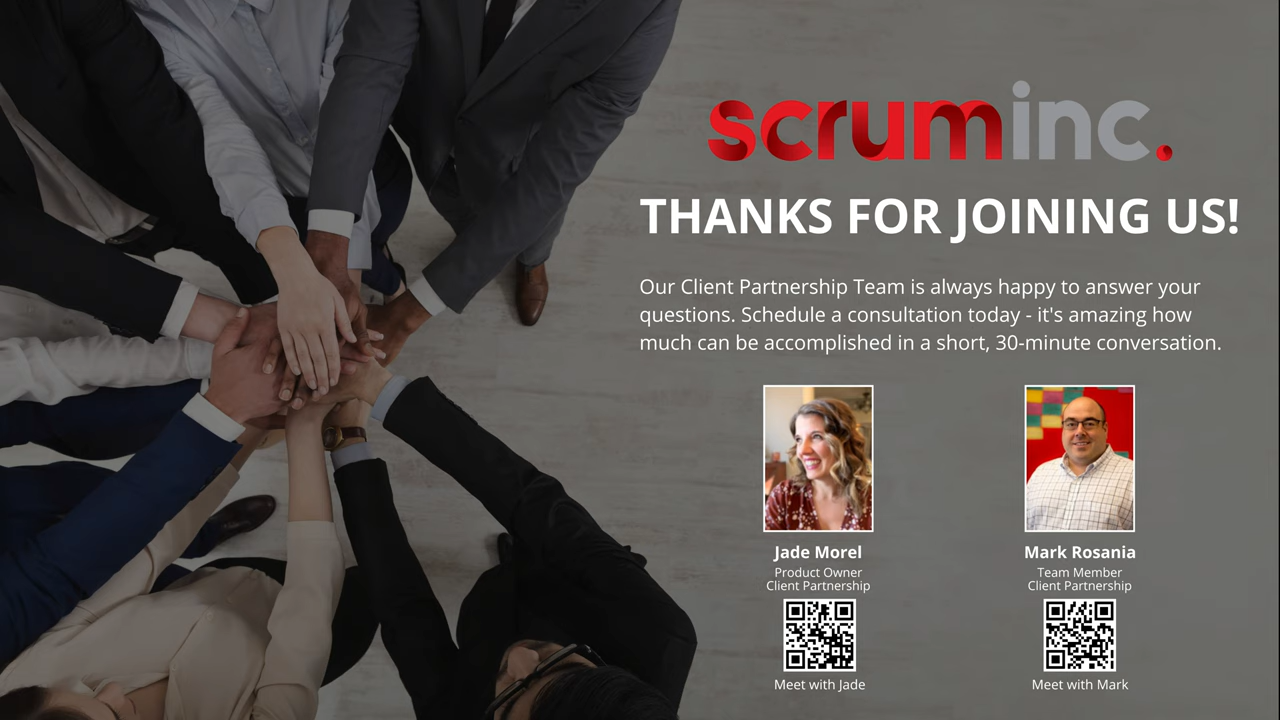 scruminc.
THANKS FOR JOINING US!
Our Client Partnership Team is always happy to answer your
questions. Schedule a consultation today - it's amazing how
much can be accomplished in a short, 30-minute conversation.
Jade Morel
Product Owner
Client Partnership
Meet with Jade
Mark Rosania
Team Member
Client Partnership
Meet with Mark